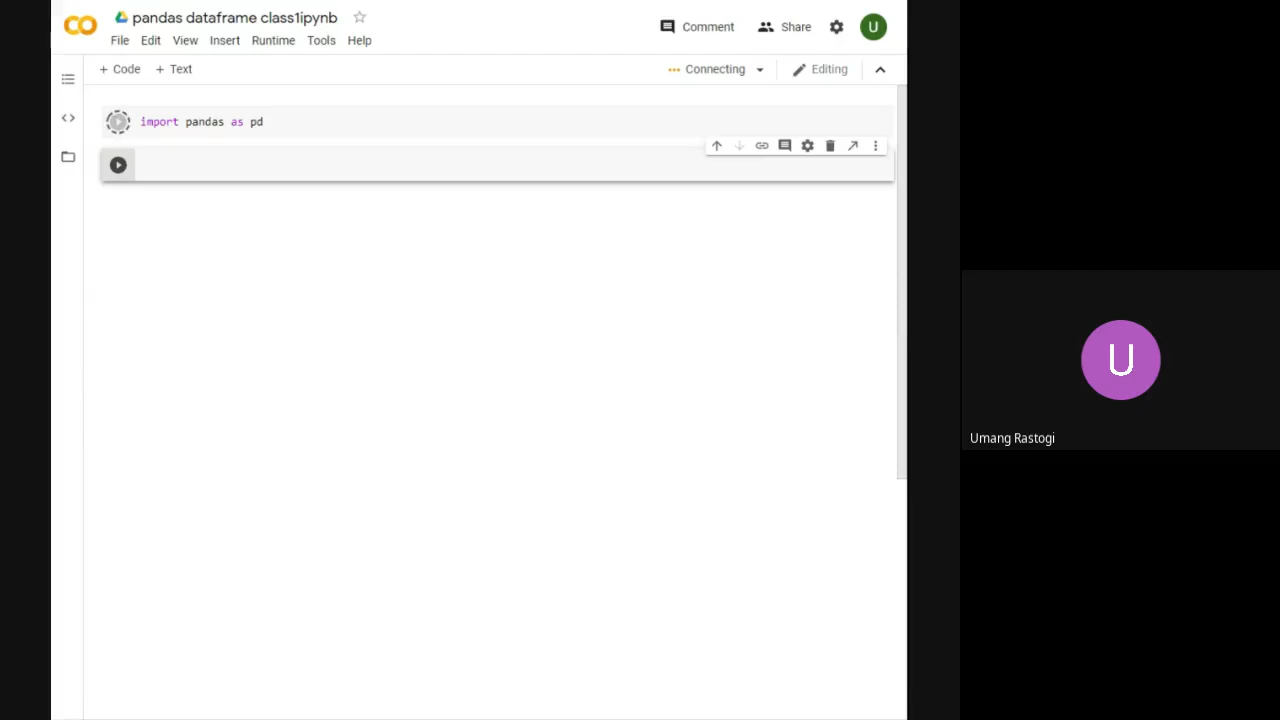 pandas dataframe class1ipynb
Comment Share U
File Edit View Insert Runtime Tools Help
+ Code + Text Connecting Editing
import pandas as pd
U
Umang Rastogi